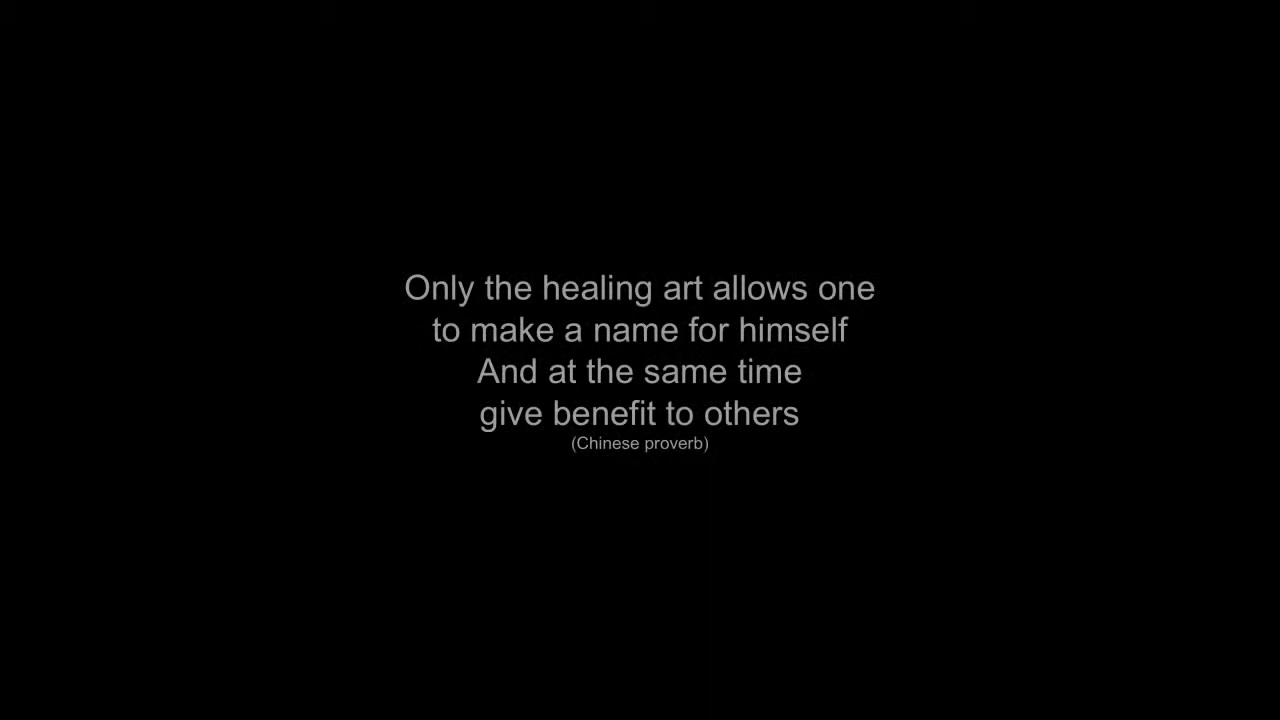 Only the healing art allows one
to make a name for himself
And at the same time
give benefit to others
(Chinese proverb)